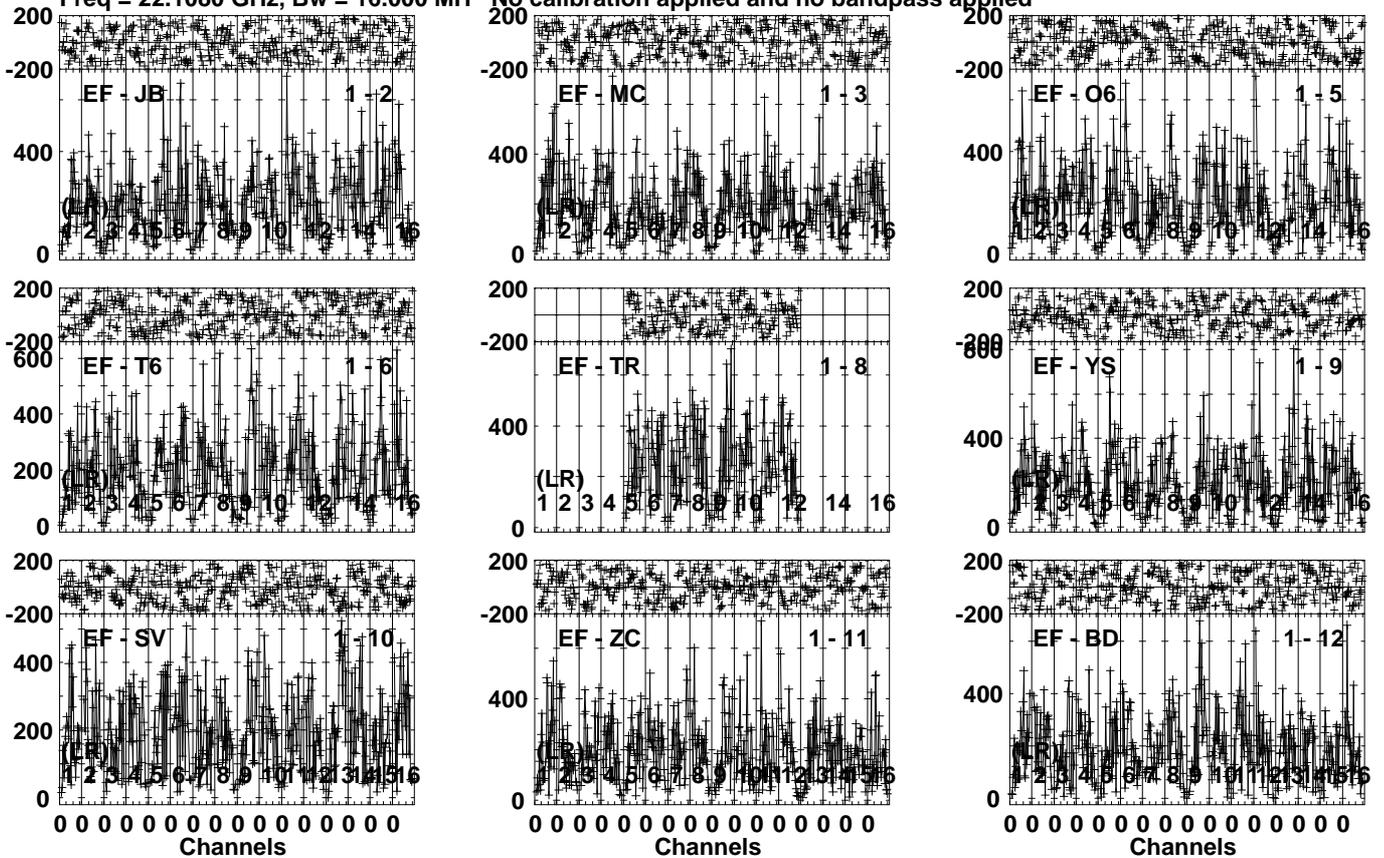 Freq = 22.1080 GHz, Bw = 16.000 MH No calibration applied and no bandpass applied
200 200 200
-200 -200 -200
EF - JB 1 - 2 EF - MC 1 - 3 EF - O6 1 - 5
400 400 400
(LR) (LR) (LR)
1 2 3 4 5 6 7 8 9 10 12 14 16 1 2 3 4 5 6 7 8 9 10 12 14 16 1 2 3 4 5 6 7 8 9 10 12 14 16
0 0 0
200 200 200
-200 -200 -200
600 800
EF - T6 1 - 6 EF - TR 1 - 8 EF - YS 1 - 9
400 400 400
200
(LR) (LR) (LR)
1 2 3 4 5 6 7 8 9 10 12 14 16 1 2 3 4 5 6 7 8 9 10 12 14 16 1 2 3 4 5 6 7 8 9 10 12 14 16
0 0 0
200 200 200
-200 -200 -200
EF - SV 1 - 10 EF - ZC 1 - 11 EF - BD 1 - 12
400 400 400
200
(LR) (LR) (LR)
1 2 3 4 5 6 7 8 9 10 11 12 13 14 15 16 1 2 3 4 5 6 7 8 9 10 11 12 13 14 15 16 1 2 3 4 5 6 7 8 9 10 11 12 13 14 15 16
0 0 0
0 0 0 0 0 0 0 0 0 0 0 0 0 0 0 0 0 0 0 0 0 0 0 0 0 0 0 0 0 0 0 0 0 0 0 0 0 0 0 0 0 0 0 0 0 0 0 0
Channels Channels Channels